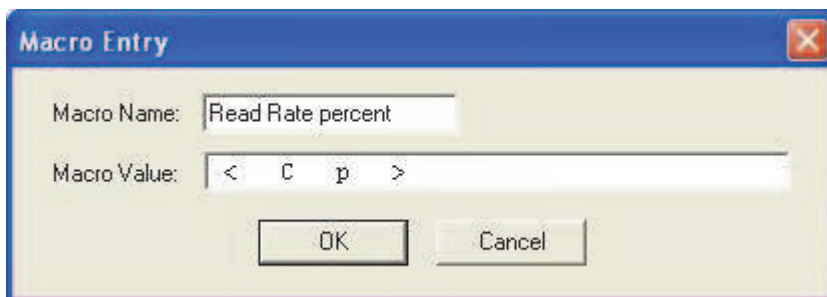 Macro Entry
Macro Name: Read Rate percent
Macro Value: < C p >
OK Cancel